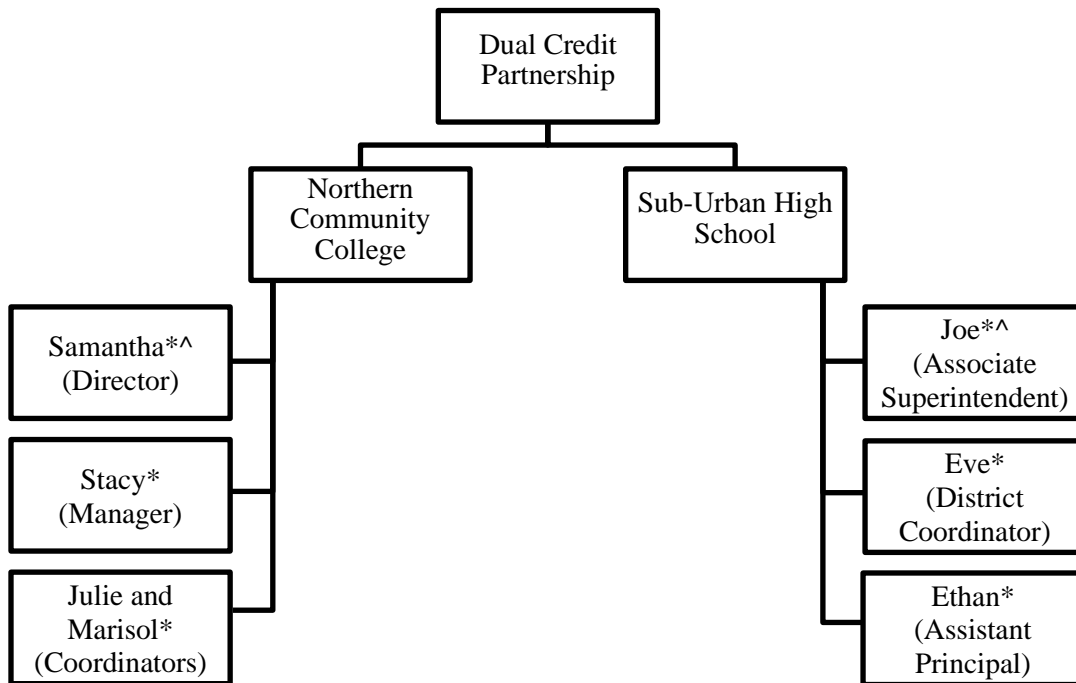 Dual Credit
Partnership
Northern
Community
College
Sub-Urban High
School
Samantha*^
(Director)
Stacy*
(Manager)
Julie and
Marisol*
(Coordinators)
Joe*^
(Associate
Superintendent)
Eve*
(District
Coordinator)
Ethan*
(Assistant
Principal)